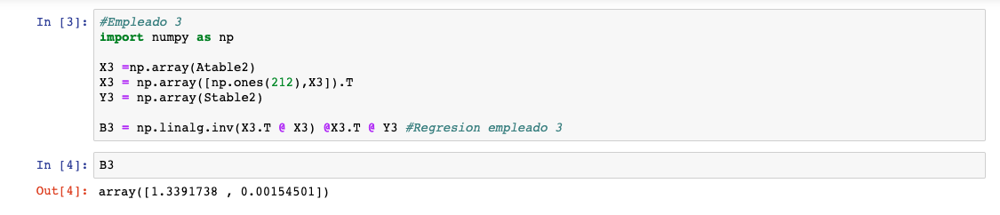 In [3]: #Empleado 3
import numpy as np
X3 =np.array(Atable2)
X3 = np.array([np.ones(212),X3]).T
Y3 = np.array(Stable2)
B3 = np.linalg.inv(X3.T @ X3) @X3.T @ Y3 #Regresion empleado 3
In [4]: B3
Out[4]: array([1.3391738 , 0.00154501])